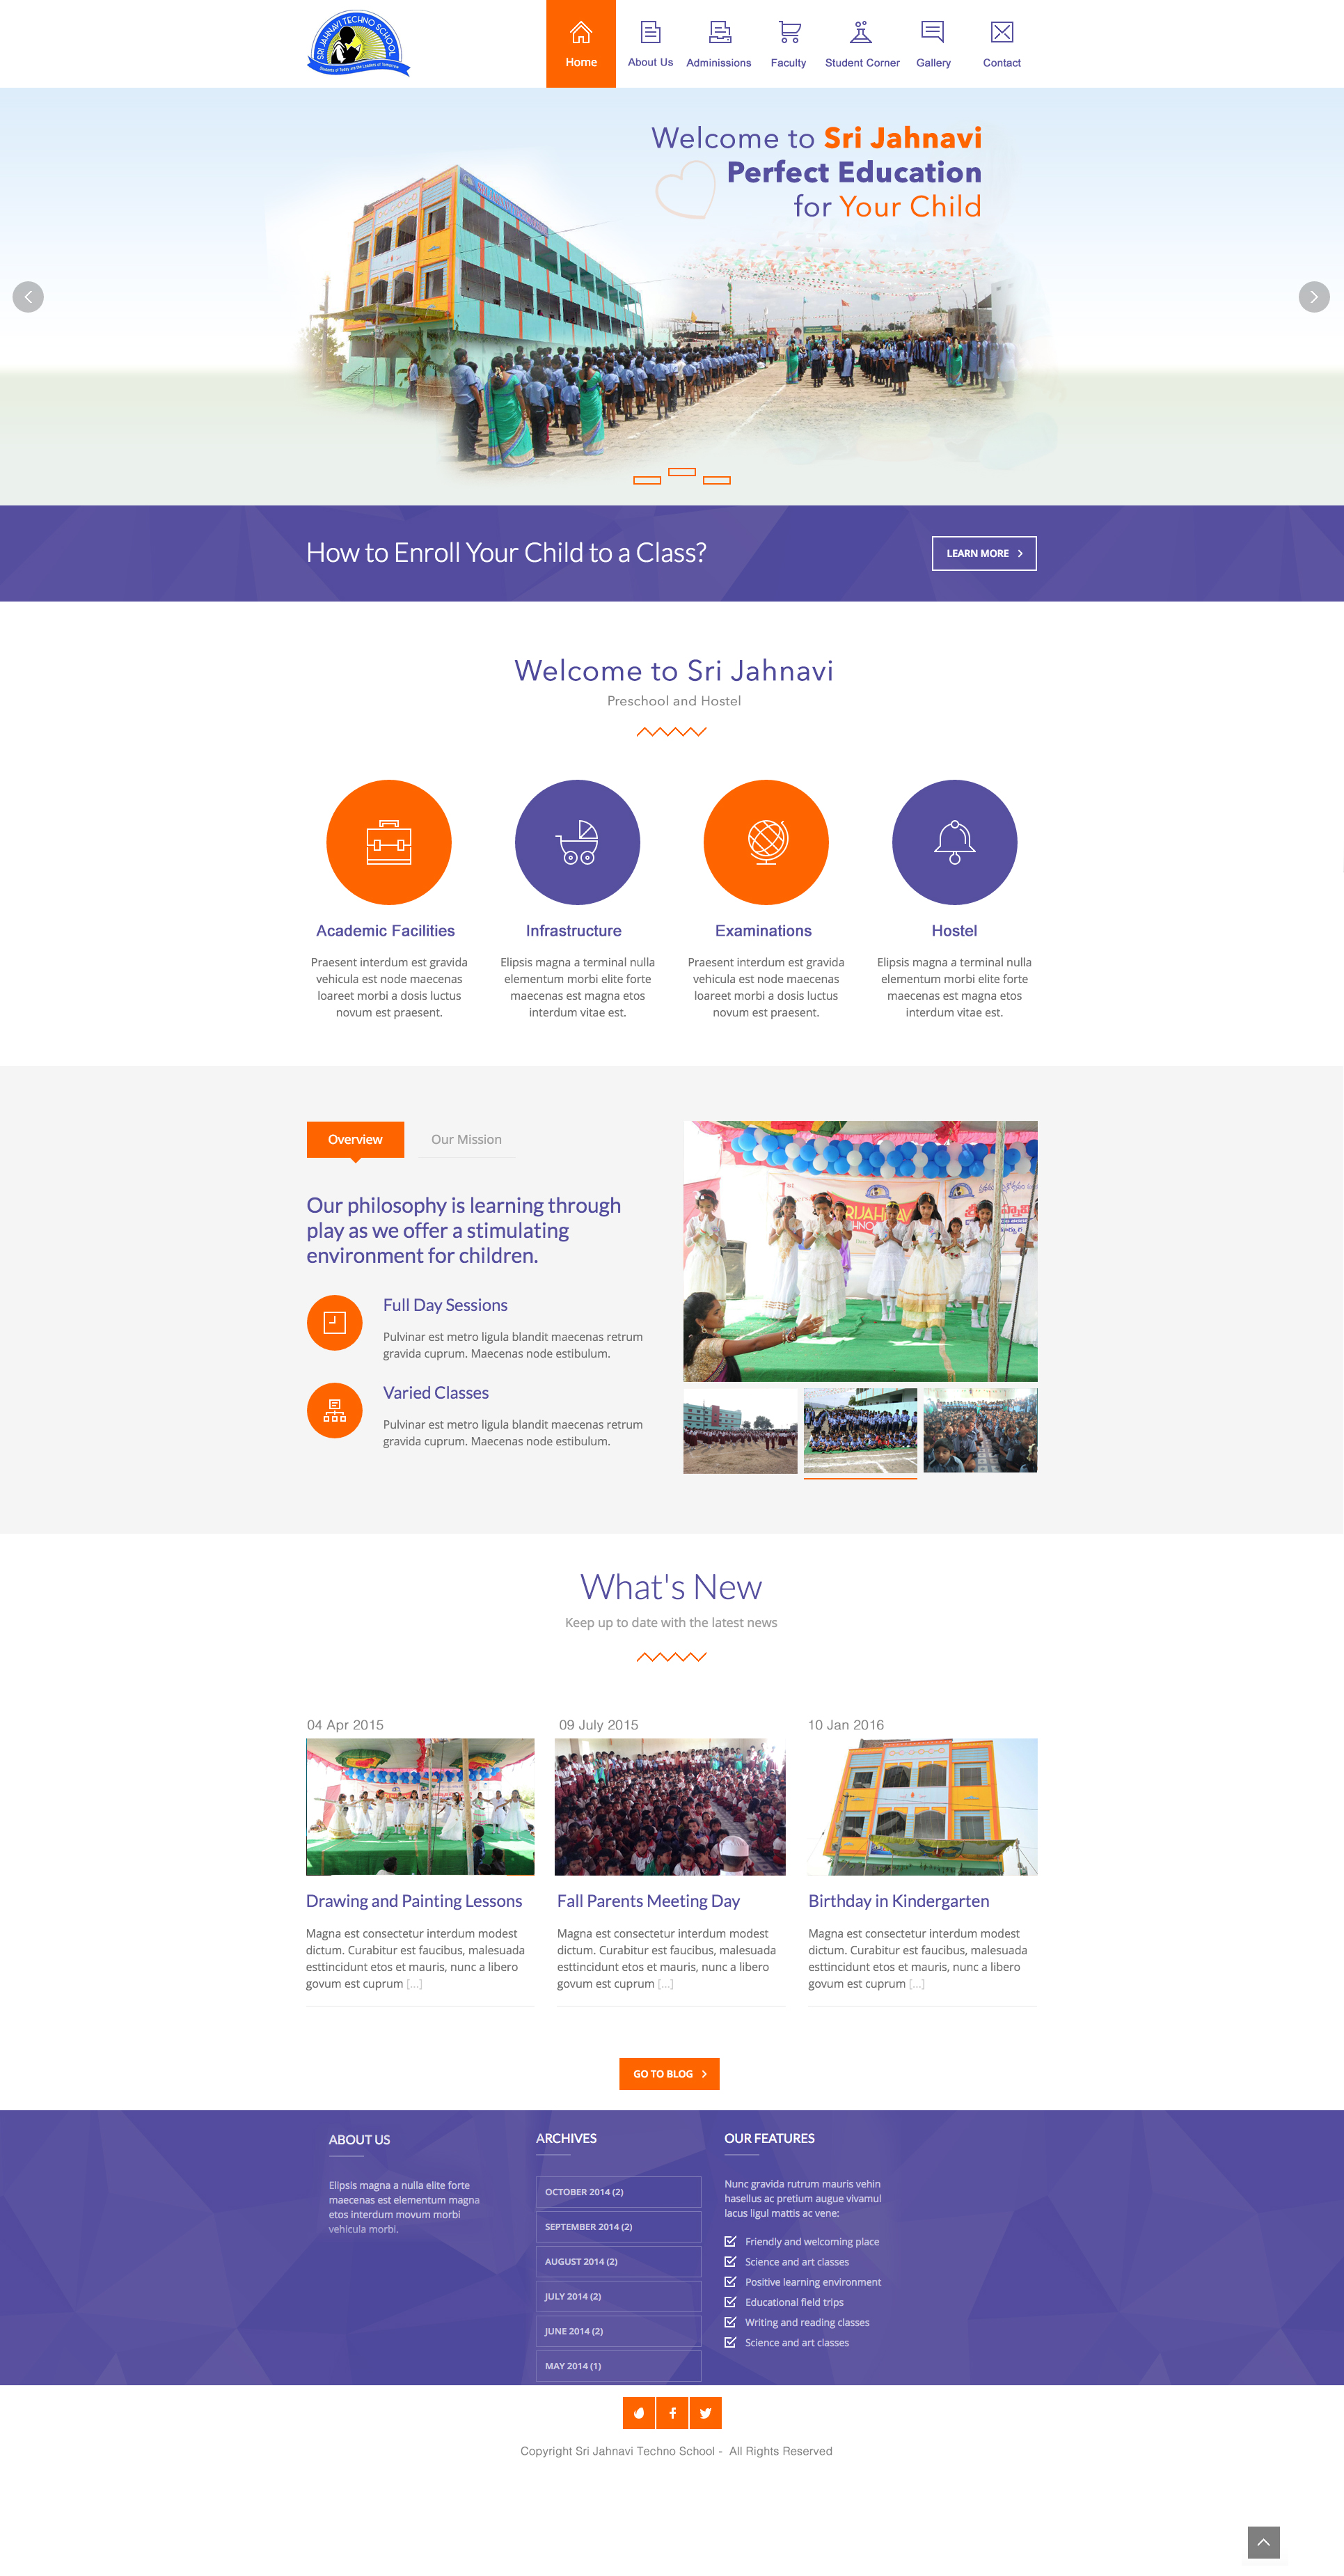 SRI JAHNAVI TECHNO SCHOOL
Students of Today are the Leaders of Tomorrow
Home
About Us
Adminissions
Faculty
Student Corner
Gallery
Contact
Welcome to Sri Jahnavi
Perfect Education
for Your Child
How to Enroll Your Child to a Class?
LEARN MORE
Welcome to Sri Jahnavi
Preschool and Hostel
Academic Facilities
Praesent interdum est gravida
vehicula est node maecenas
loareet morbi a dosis luctus
novum est praesent.
Infrastructure
Elipsis magna a terminal nulla
elementum morbi elite forte
maecenas est magna etos
interdum vitae est.
Examinations
Praesent interdum est gravida
vehicula est node maecenas
loareet morbi a dosis luctus
novum est praesent.
Hostel
Elipsis magna a terminal nulla
elementum morbi elite forte
maecenas est magna etos
interdum vitae est.
Overview
Our Mission
Our philosophy is learning through
play as we offer a stimulating
environment for children.
Full Day Sessions
Pulvinar est metro ligula blandit maecenas retrum
gravida cuprum. Maecenas node estibulum.
Varied Classes
Pulvinar est metro ligula blandit maecenas retrum
gravida cuprum. Maecenas node estibulum.
What's New
Keep up to date with the latest news
04 Apr 2015
Drawing and Painting Lessons
Magna est consectetur interdum modest
dictum. Curabitur est faucibus, malesuada
esttincidunt etos et mauris, nunc a libero
govum est cuprum [...]
09 July 2015
Fall Parents Meeting Day
Magna est consectetur interdum modest
dictum. Curabitur est faucibus, malesuada
esttincidunt etos et mauris, nunc a libero
govum est cuprum [...]
10 Jan 2016
Birthday in Kindergarten
Magna est consectetur interdum modest
dictum. Curabitur est faucibus, malesuada
esttincidunt etos et mauris, nunc a libero
govum est cuprum [...]
GO TO BLOG
ABOUT US
Elipsis magna a nulla elite forte
maecenas est elementum magna
etos interdum movum morbi
vehicula morbi.
ARCHIVES
OCTOBER 2014 (2)
SEPTEMBER 2014 (2)
AUGUST 2014 (2)
JULY 2014 (2)
JUNE 2014 (2)
MAY 2014 (1)
OUR FEATURES
Nunc gravida rutrum mauris vehin
hasellus ac pretium augue vivamul
lacus ligul mattis ac vene:
Friendly and welcoming place
Science and art classes
Positive learning environment
Educational field trips
Writing and reading classes
Science and art classes
Copyright Sri Jahnavi Techno School - All Rights Reserved